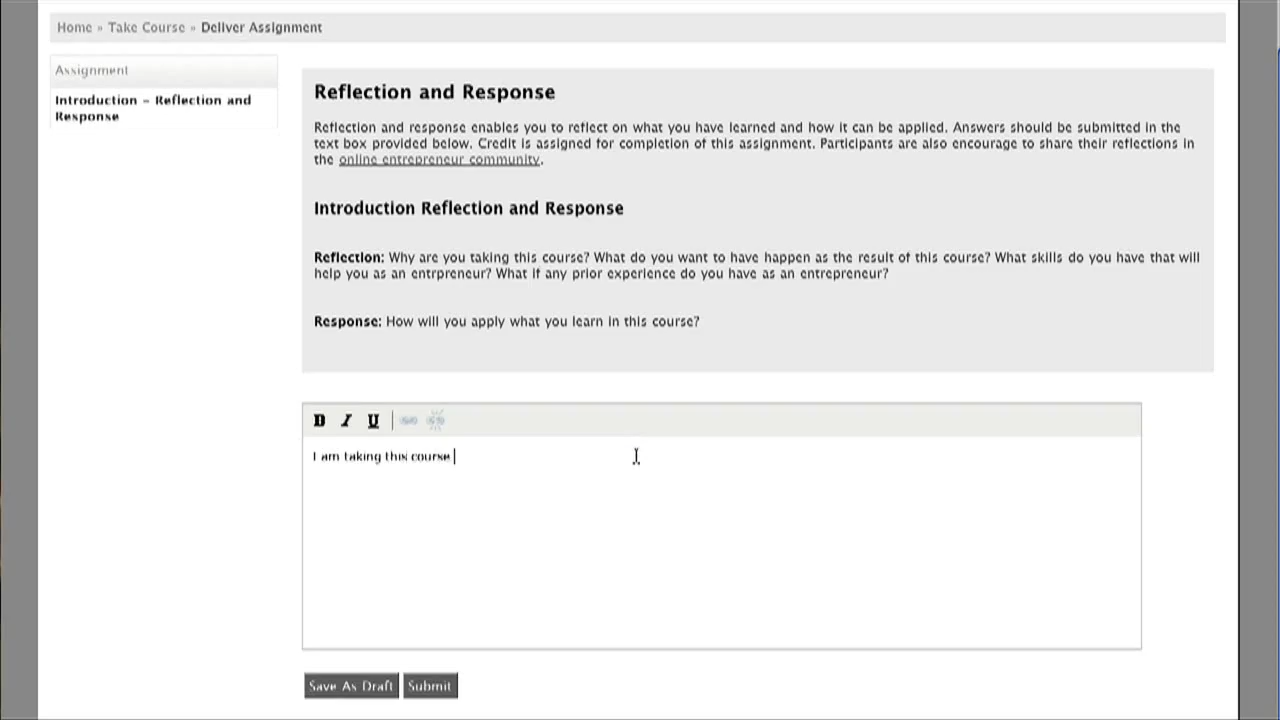 Home » Take Course » Deliver Assignment
Assignment
Introduction – Reflection and
Response
Reflection and Response
Reflection and response enables you to reflect on what you have learned and how it can be applied. Answers should be submitted in the
text box provided below. Credit is assigned for completion of this assignment. Participants are also encourage to share their reflections in
the online entrepreneur community.
Introduction Reflection and Response
Reflection: Why are you taking this course? What do you want to have happen as the result of this course? What skills do you have that will
help you as an entrpreneur? What if any prior experience do you have as an entrepreneur?
Response: How will you apply what you learn in this course?
B I U
I am taking this course
Save As Draft Submit